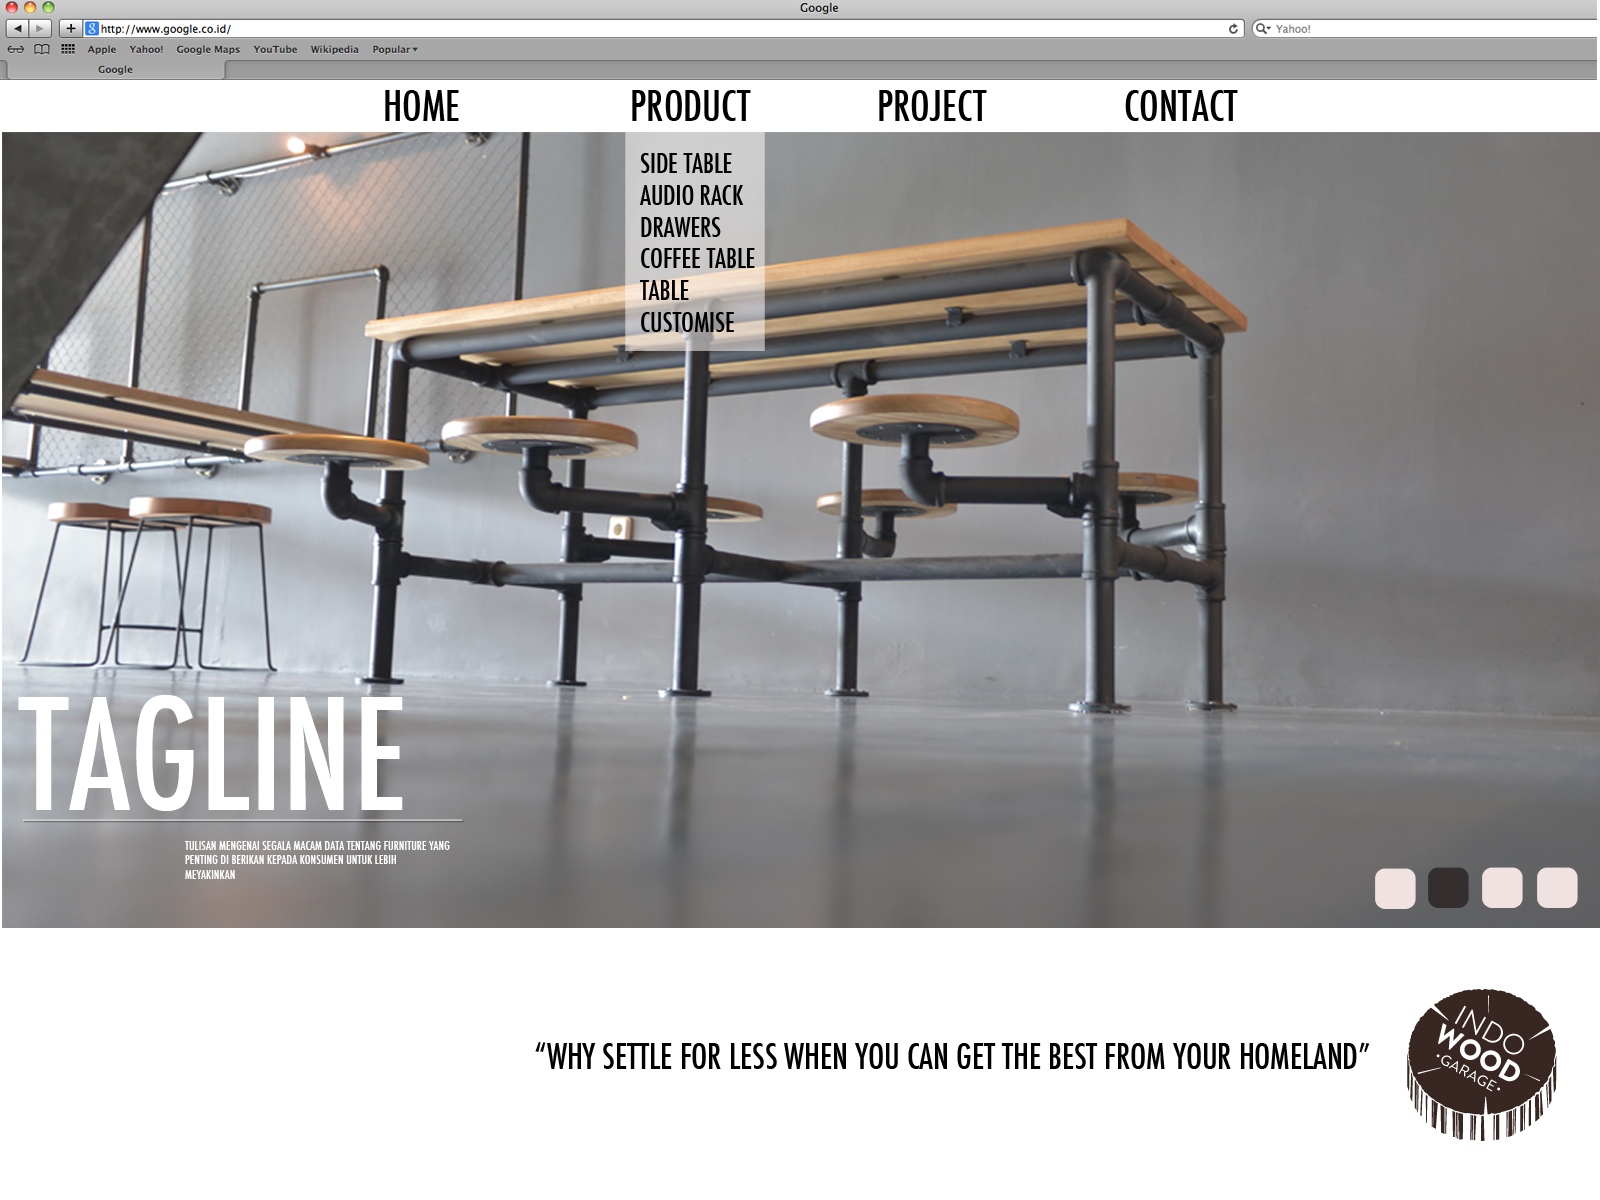 Google
http://www.google.co.id/
Yahoo!
Apple Yahoo! Google Maps YouTube Wikipedia Popular
Google
HOME PRODUCT PROJECT CONTACT
SIDE TABLE
AUDIO RACK
DRAWERS
COFFEE TABLE
TABLE
CUSTOMISE
TAGLINE
TULISAN MENGENAI SEGALA MACAM DATA TENTANG FURNITURE YANG
PENTING DI BERIKAN KEPADA KONSUMEN UNTUK LEBIH
MEYAKINKAN
“WHY SETTLE FOR LESS WHEN YOU CAN GET THE BEST FROM YOUR HOMELAND”
INDO
WOOD
•GARAGE•